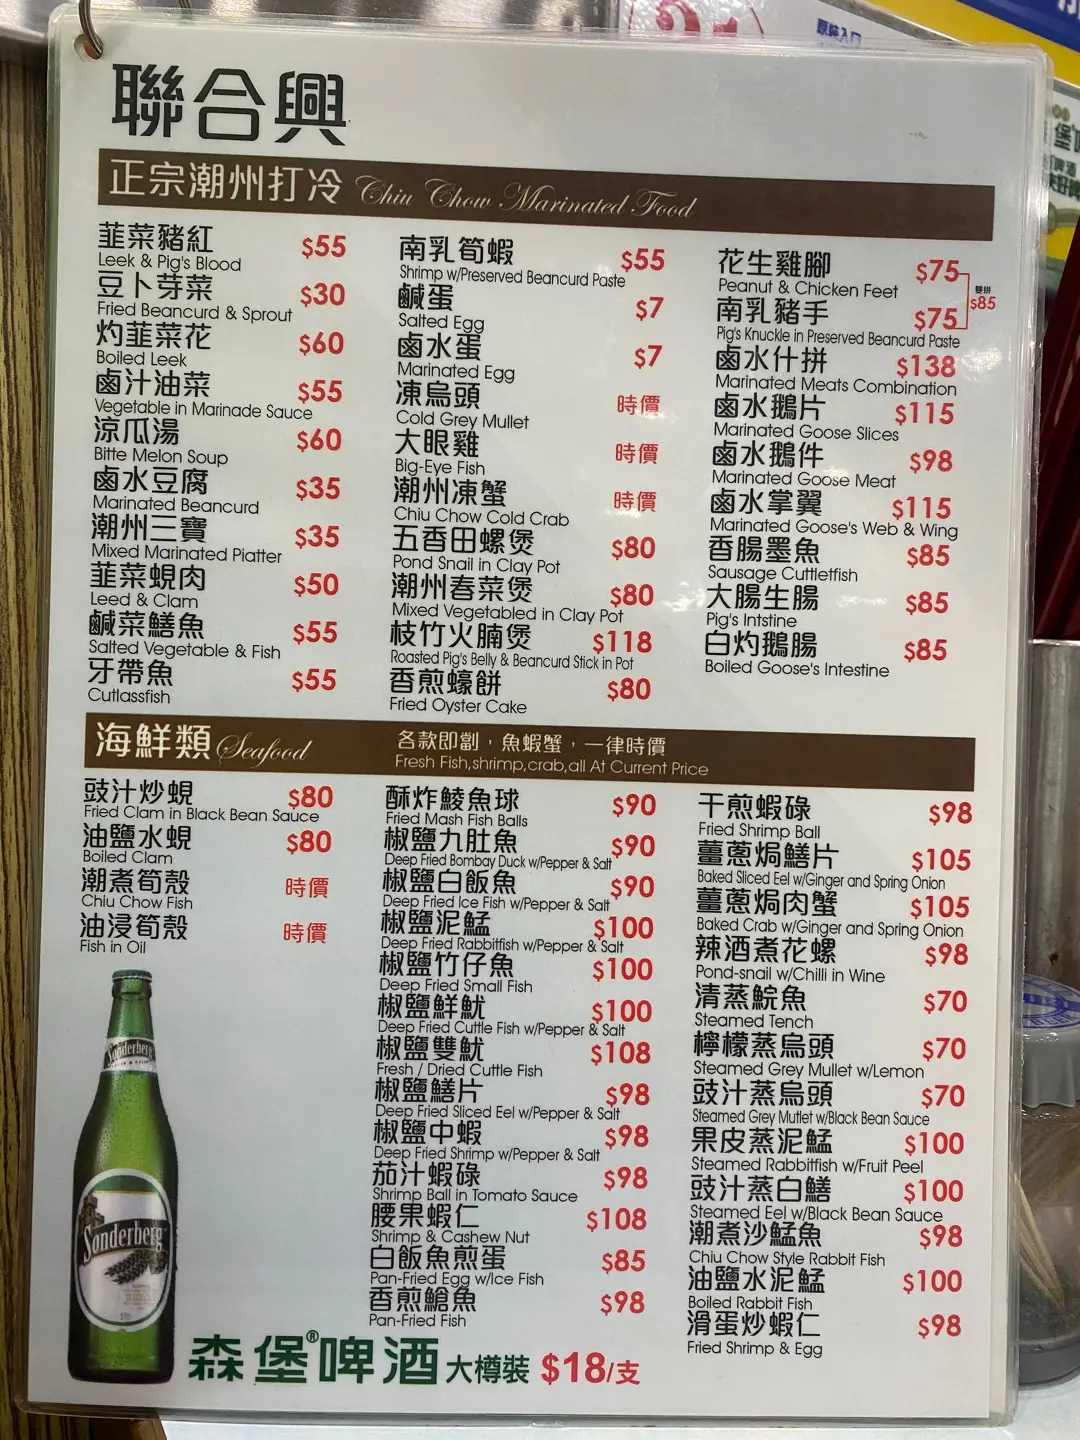 聯合興
正宗潮州打冷 Chiu Chow Marinated Food
韮菜豬紅 $55
Leek & Pig's Blood
豆卜芽菜 $30
Fried Beancurd & Sprout
灼韮菜花 $60
Boiled Leek
鹵汁油菜 $55
Vegetable in Marinade Sauce
涼瓜湯 $60
Bitte Melon Soup
鹵水豆腐 $35
Marinated Beancurd
潮州三寶 $35
Mixed Marinated Piatter
韮菜蜆肉 $50
Leed & Clam
鹹菜鱔魚 $55
Salted Vegetable & Fish
牙帶魚 $55
Cutlassfish
南乳筍蝦 $55
Shrimp w/Preserved Beancurd Paste
鹹蛋 $7
Salted Egg
鹵水蛋 $7
Marinated Egg
凍烏頭 時價
Cold Grey Mullet
大眼雞 時價
Big-Eye Fish
潮州凍蟹 時價
Chiu Chow Cold Crab
五香田螺煲 $80
Pond Snail in Clay Pot
潮州春菜煲 $80
Mixed Vegetabled in Clay Pot
枝竹火腩煲 $118
Roasted Pig's Belly & Beancurd Stick in Pot
香煎蠔餅 $80
Fried Oyster Cake
花生雞腳 $75
Peanut & Chicken Feet
雙拼 $85
南乳豬手 $75
Pig's Knuckle in Preserved Beancurd Paste
鹵水什拼 $138
Marinated Meats Combination
鹵水鵝片 $115
Marinated Goose Slices
鹵水鵝件 $98
Marinated Goose Meat
鹵水掌翼 $115
Marinated Goose's Web & Wing
香腸墨魚 $85
Sausage Cuttletfish
大腸生腸 $85
Pig's Intstine
白灼鵝腸 $85
Boiled Goose's Intestine
海鮮類 Seafood
各款即劏，魚蝦蟹，一律時價
Fresh Fish,shrimp,crab,all At Current Price
豉汁炒蜆 $80
Fried Clam in Black Bean Sauce
油鹽水蜆 $80
Boiled Clam
潮煮筍殼 時價
Chiu Chow Fish
油浸筍殼 時價
Fish in Oil
酥炸鯪魚球 $90
Fried Mash Fish Balls
椒鹽九肚魚 $90
Deep Fried Bombay Duck w/Pepper & Salt
椒鹽白飯魚 $90
Deep Fried Ice Fish w/Pepper & Salt
椒鹽泥鯭 $100
Deep Fried Rabbitfish w/Pepper & Salt
椒鹽竹仔魚 $100
Deep Fried Small Fish
椒鹽鮮魷 $100
Deep Fried Cuttle Fish w/Pepper & Salt
椒鹽雙魷 $108
Fresh / Dried Cuttle Fish
椒鹽鱔片 $98
Deep Fried Sliced Eel w/Pepper & Salt
椒鹽中蝦 $98
Deep Fried Shrimp w/Pepper & Salt
茄汁蝦碌 $98
Shrimp Ball in Tomato Sauce
腰果蝦仁 $108
Shrimp & Cashew Nut
白飯魚煎蛋 $85
Pan-Fried Egg w/Ice Fish
香煎鱠魚 $98
Pan-Fried Fish
干煎蝦碌 $98
Fried Shrimp Ball
薑蔥焗鱔片 $105
Baked Sliced Eel w/Ginger and Spring Onion
薑蔥焗肉蟹 $105
Baked Crab w/Ginger and Spring Onion
辣酒煮花螺 $98
Pond-snail w/Chilli in Wine
清蒸鯇魚 $70
Steamed Tench
檸檬蒸烏頭 $70
Steamed Grey Mullet w/Lemon
豉汁蒸烏頭 $70
Steamed Grey Mutlet w/Black Bean Sauce
果皮蒸泥鯭 $100
Steamed Rabbitfish w/Fruit Peel
豉汁蒸白鱔 $100
Steamed Eel w/Black Bean Sauce
潮煮沙鯭魚 $98
Chiu Chow Style Rabbit Fish
油鹽水泥鯭 $100
Boiled Rabbit Fish
滑蛋炒蝦仁 $98
Fried Shrimp & Egg
Sonderberg
Sonderberg
森堡®啤酒 大樽裝 $18/支